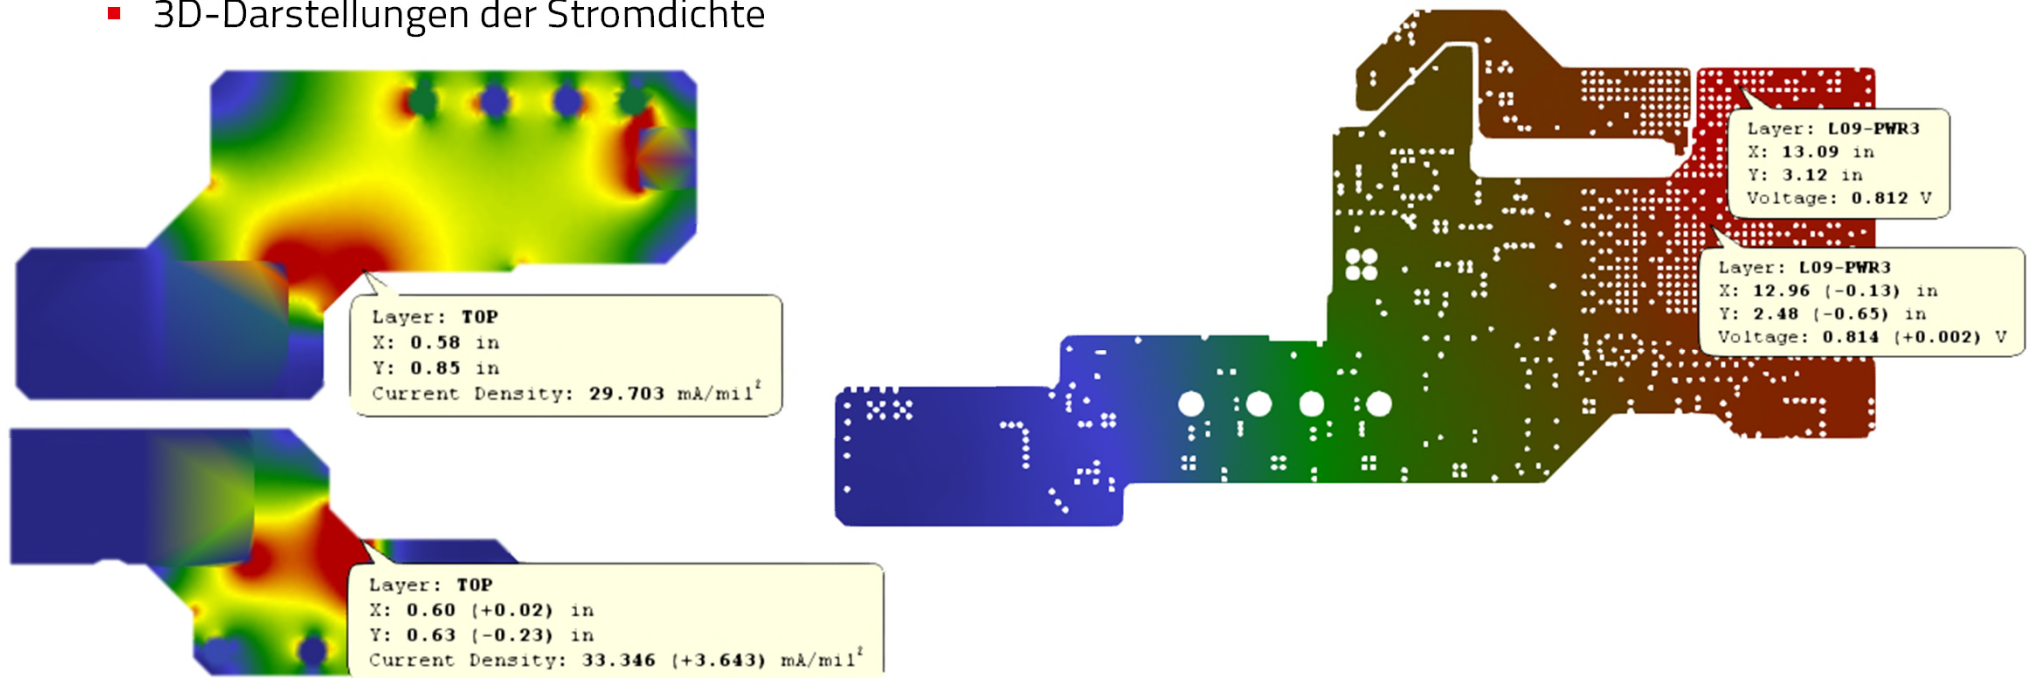 ▪ 3D-Darstellungen der Stromdichte
Layer: TOP
X: 0.58 in
Y: 0.85 in
Current Density: 29.703 mA/mil²
Layer: TOP
X: 0.60 (+0.02) in
Y: 0.63 (-0.23) in
Current Density: 33.346 (+3.643) mA/mil²
Layer: L09-PWR3
X: 13.09 in
Y: 3.12 in
Voltage: 0.812 V
Layer: L09-PWR3
X: 12.96 (-0.13) in
Y: 2.48 (-0.65) in
Voltage: 0.814 (+0.002) V